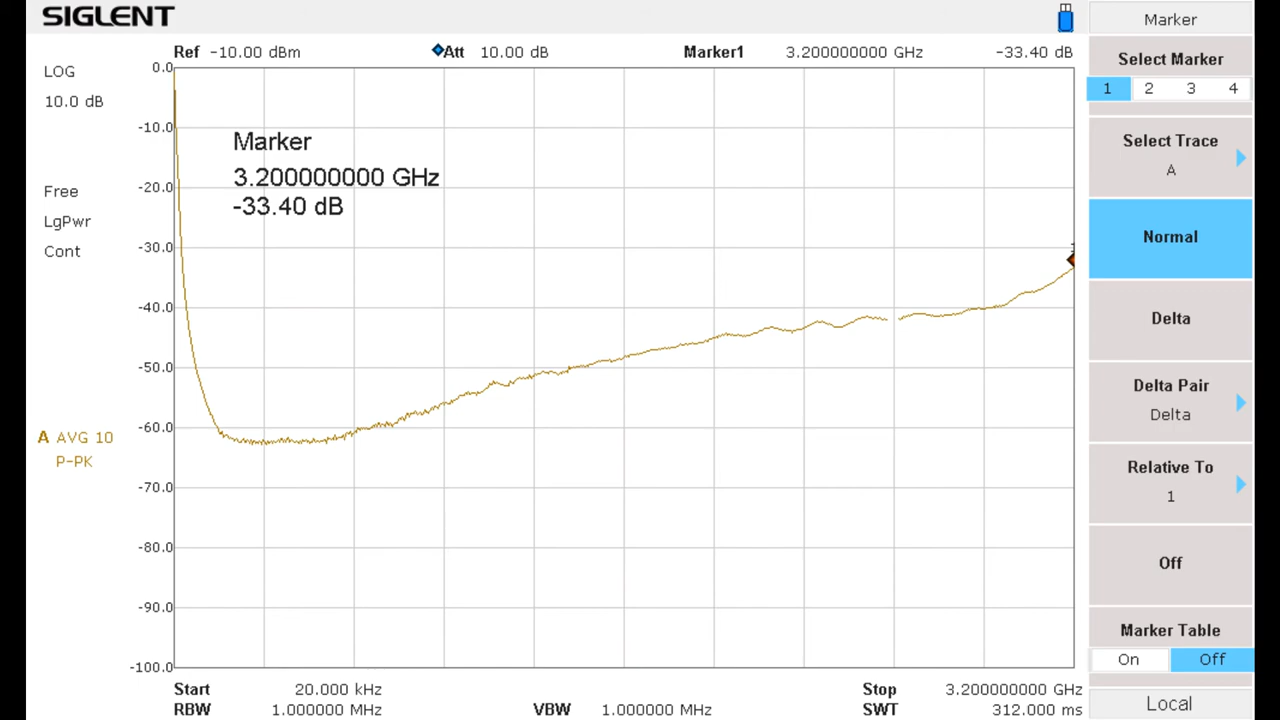 SIGLENT
Marker
Ref -10.00 dBm Att 10.00 dB Marker1 3.200000000 GHz -33.40 dB
Select Marker
1 2 3 4
LOG
10.0 dB
Free
LgPwr
Cont
A AVG 10
P-PK
0.0
-10.0
-20.0
-30.0
-40.0
-50.0
-60.0
-70.0
-80.0
-90.0
-100.0
Marker
3.200000000 GHz
-33.40 dB
Select Trace
A
Normal
Delta
Delta Pair
Delta
Relative To
1
Off
Marker Table
On Off
Local
Start 20.000 kHz Stop 3.200000000 GHz
RBW 1.000000 MHz VBW 1.000000 MHz SWT 312.000 ms